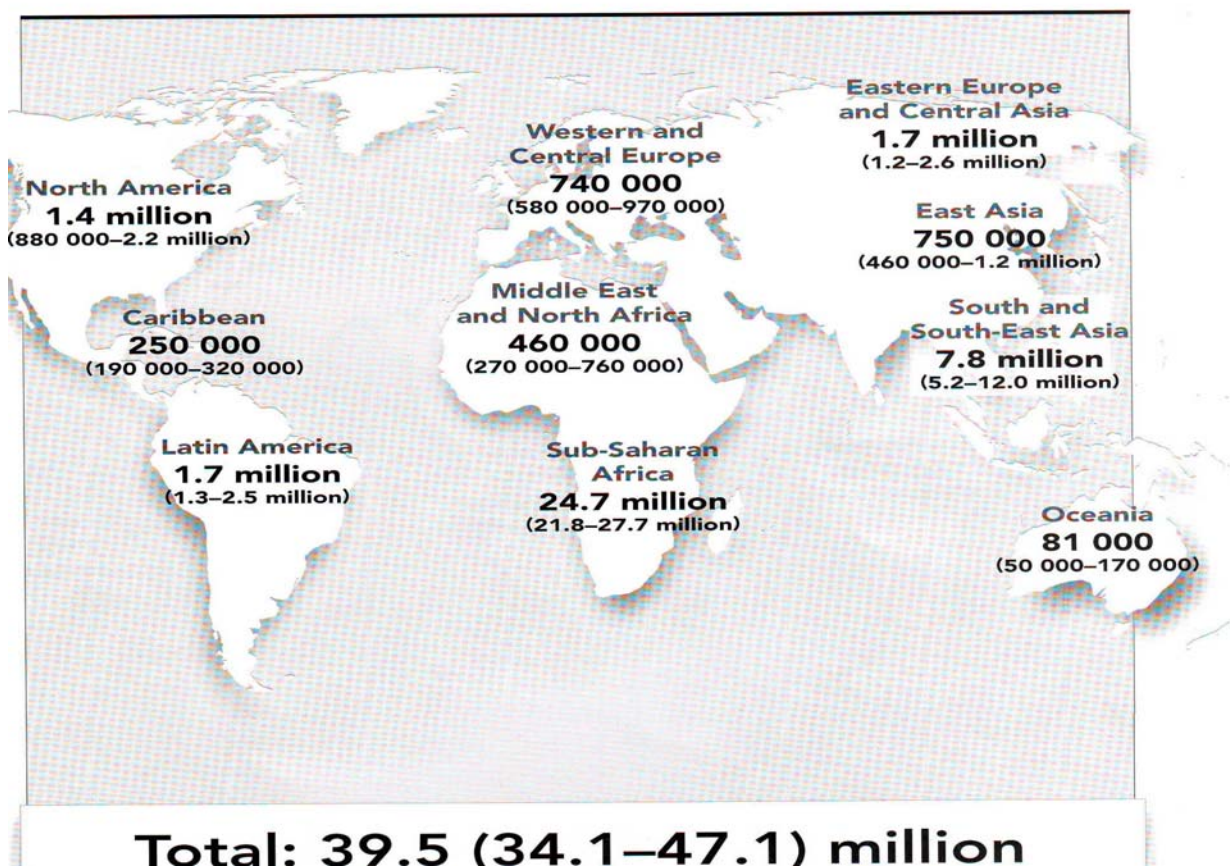 Eastern Europe
and Central Asia
1.7 million
(1.2–2.6 million)
Western and
Central Europe
740 000
(580 000–970 000)
North America
1.4 million
(880 000–2.2 million)
East Asia
750 000
(460 000–1.2 million)
Middle East
and North Africa
460 000
(270 000–760 000)
Caribbean
250 000
(190 000–320 000)
South and
South-East Asia
7.8 million
(5.2–12.0 million)
Latin America
1.7 million
(1.3–2.5 million)
Sub-Saharan
Africa
24.7 million
(21.8–27.7 million)
Oceania
81 000
(50 000–170 000)
Total: 39.5 (34.1–47.1) million